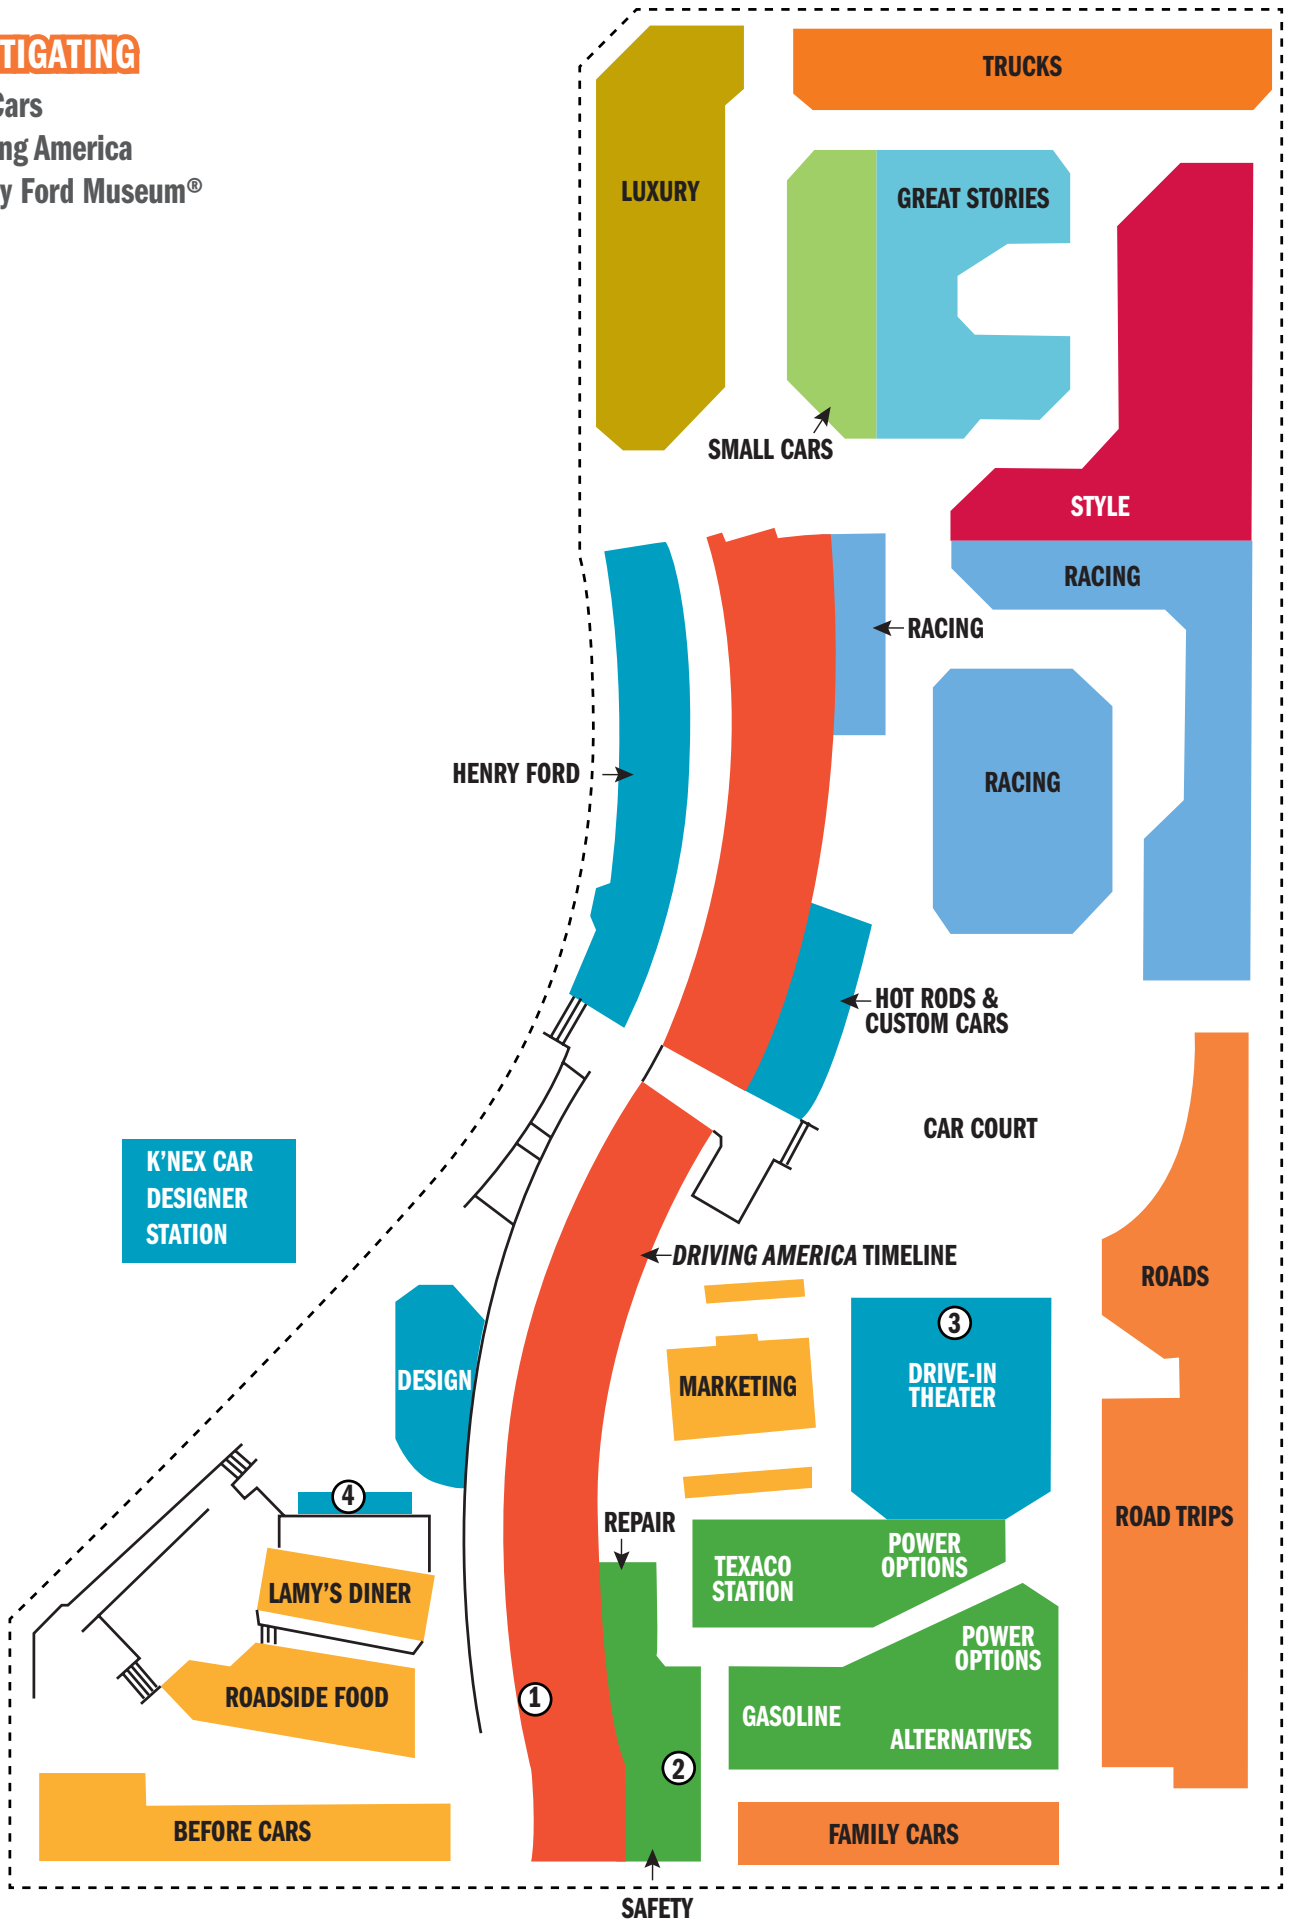 TIGATING
Cars
ng America
y Ford Museum®
TRUCKS
LUXURY
GREAT STORIES
SMALL CARS
STYLE
RACING
RACING
RACING
HENRY FORD
HOT RODS &
CUSTOM CARS
CAR COURT
K'NEX CAR
DESIGNER
STATION
DRIVING AMERICA TIMELINE
ROADS
3
DESIGN
MARKETING
DRIVE-IN
THEATER
4
REPAIR
ROAD TRIPS
TEXACO
STATION
POWER
OPTIONS
LAMY'S DINER
POWER
OPTIONS
ROADSIDE FOOD
1
GASOLINE
ALTERNATIVES
2
BEFORE CARS
FAMILY CARS
SAFETY